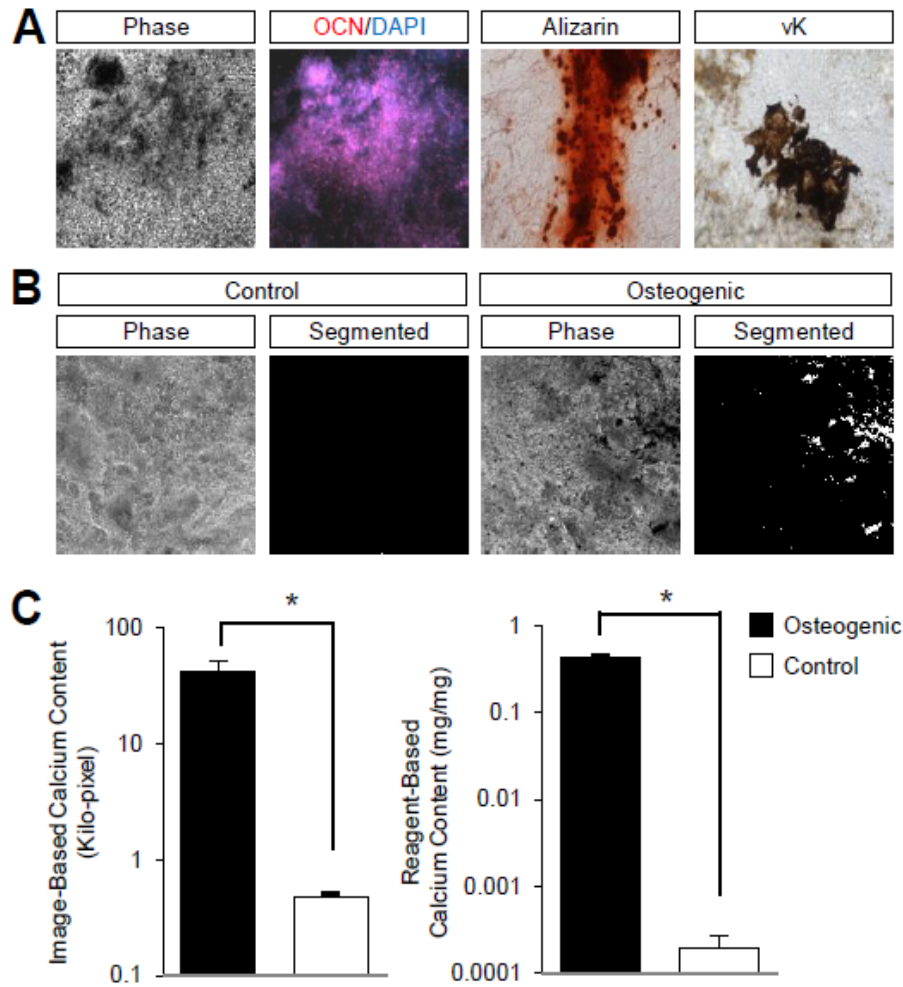 A
Phase
OCN/DAPI
Alizarin
vK
B
Control
Osteogenic
Phase
Segmented
Phase
Segmented
C
Image-Based Calcium Content
(Kilo-pixel)
100
10
1
0.1
*
Reagent-Based
Calcium Content (mg/mg)
1
0.1
0.01
0.001
0.0001
*
Osteogenic
Control